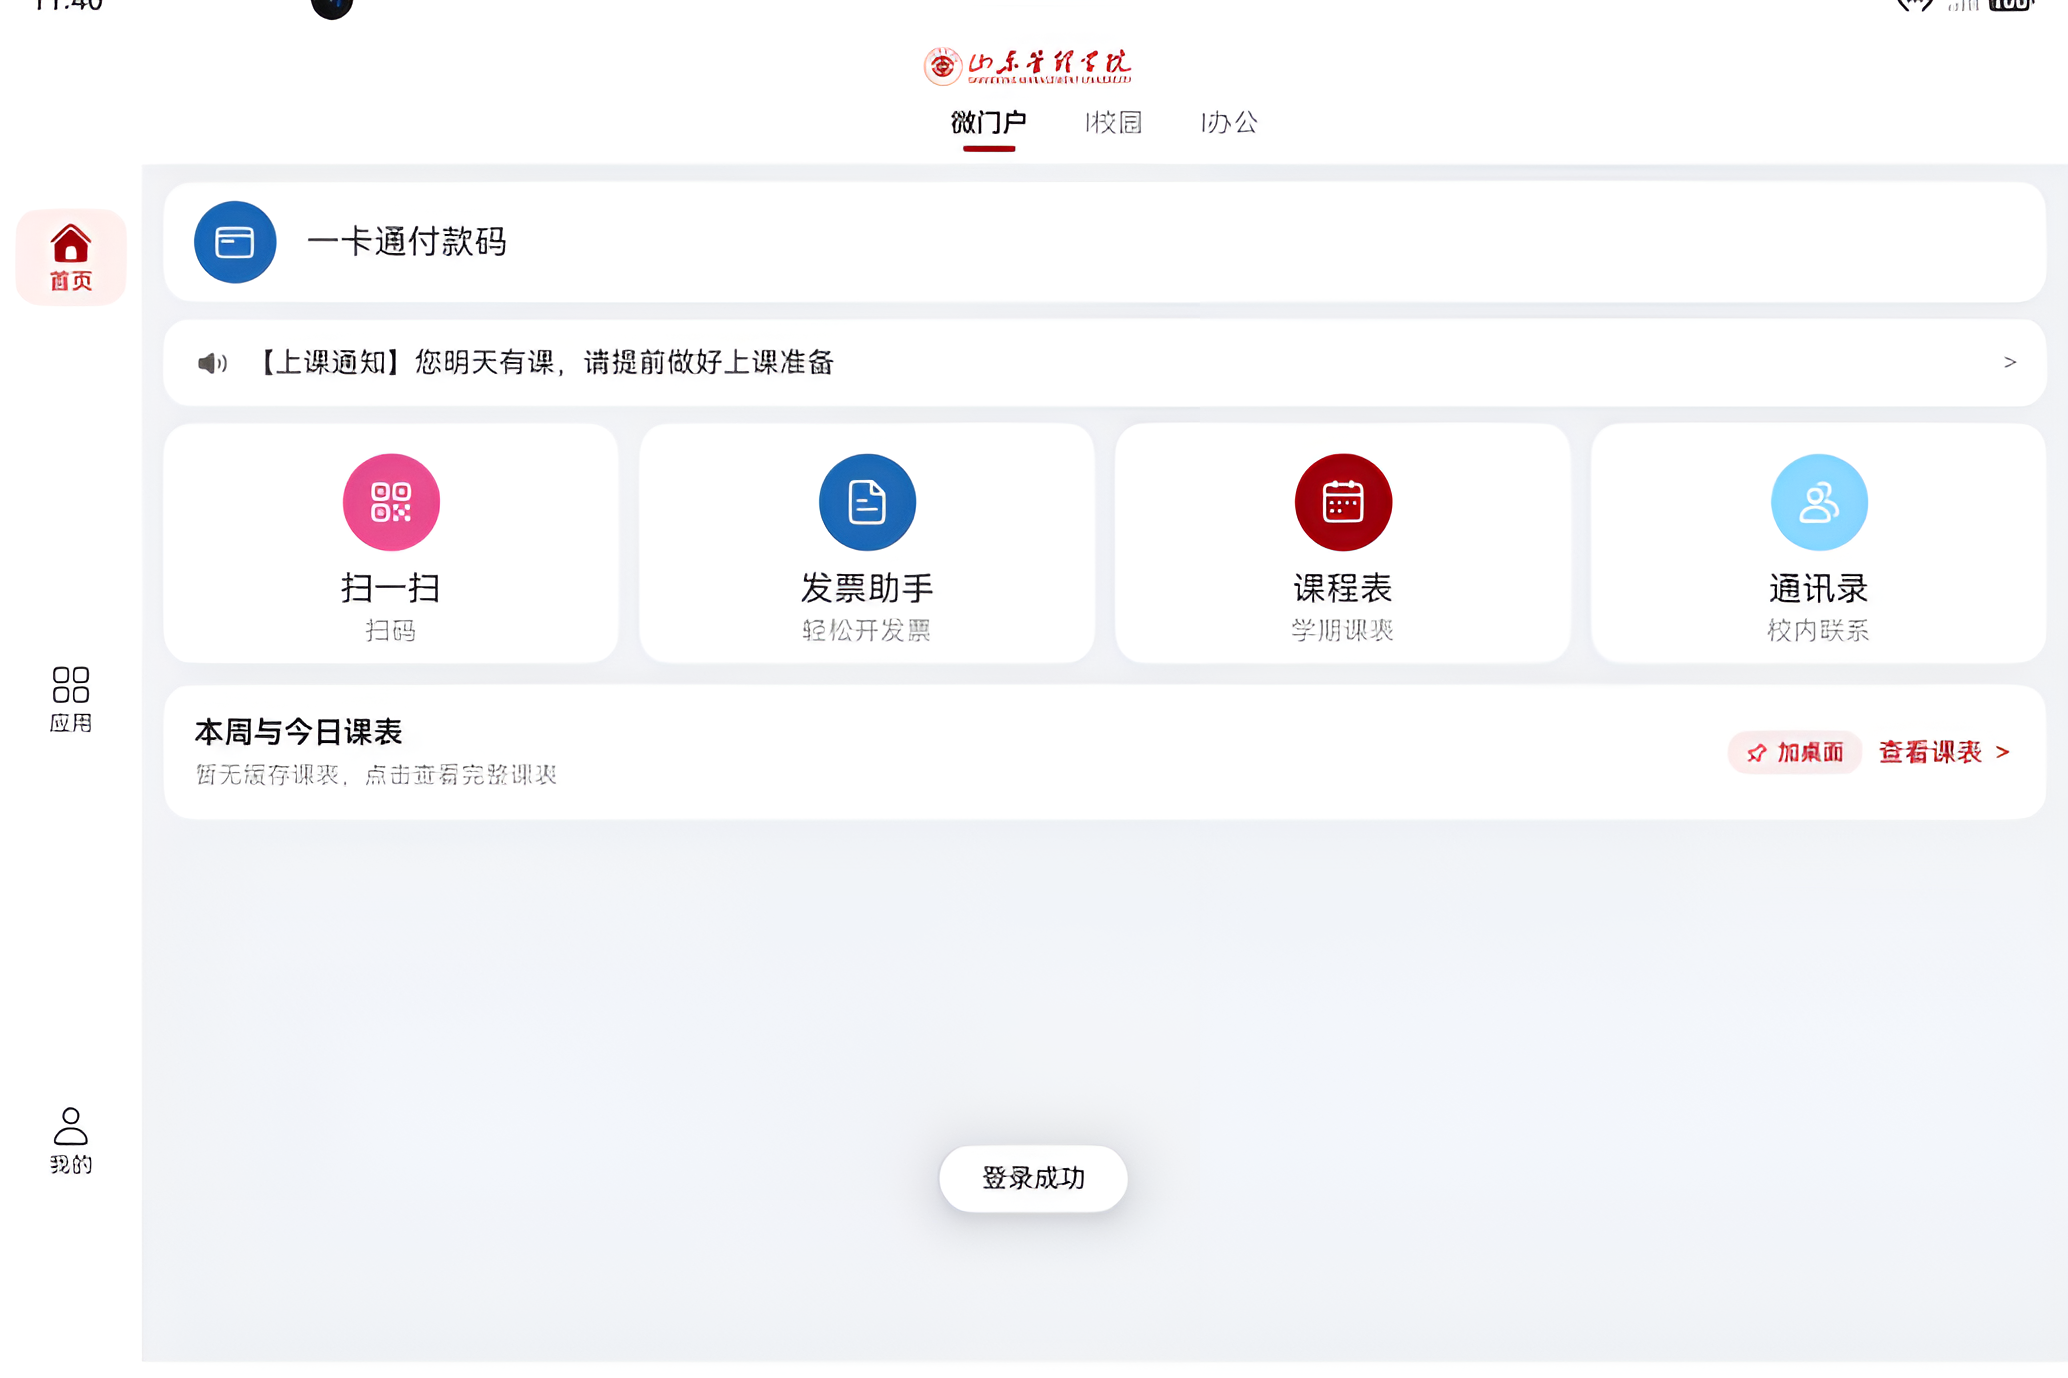 11:40
山东管理学院
微门户
i校园
i办公
一卡通付款码
【上课通知】您明天有课，请提前做好上课准备
>
扫一扫
扫码
发票助手
轻松开发票
课程表
学期课表
通讯录
校内联系
本周与今日课表
暂无缓存课表，点击查看完整课表
加桌面
查看课表 >
首页
应用
我的
登录成功